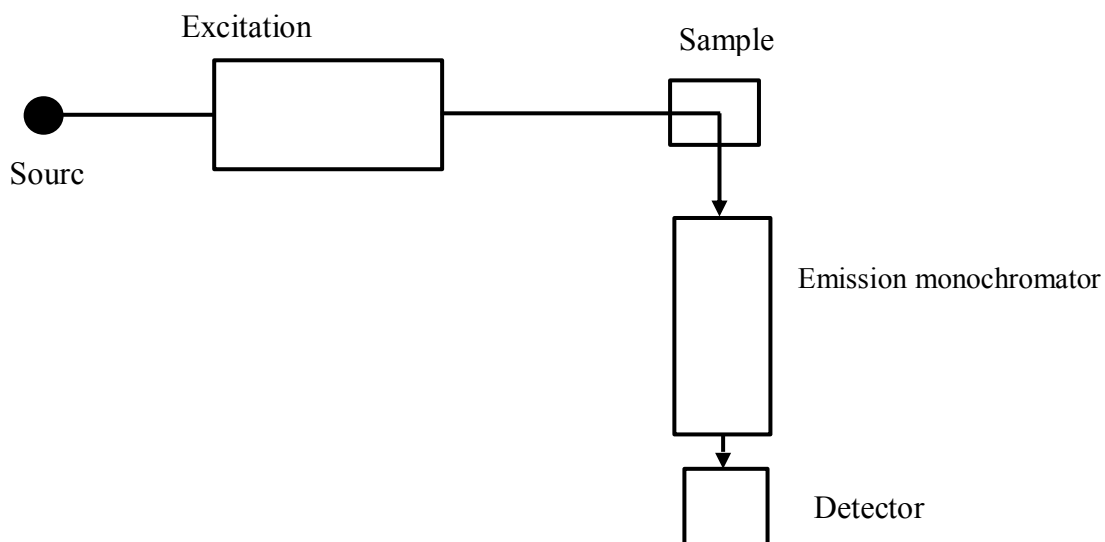 Excitation
Sample
Sourc
Emission monochromator
Detector